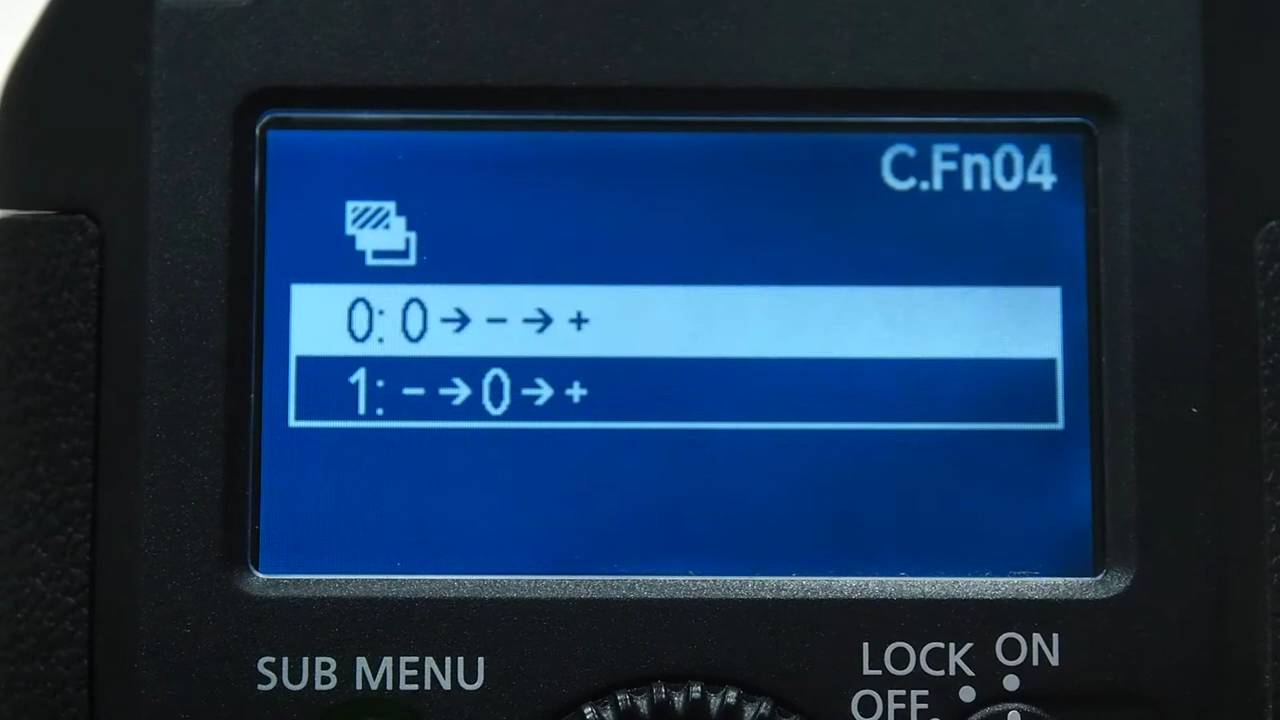 C.Fn04
0: 0→-→+
1: -→0→+
SUB MENU
LOCK ON
OFF